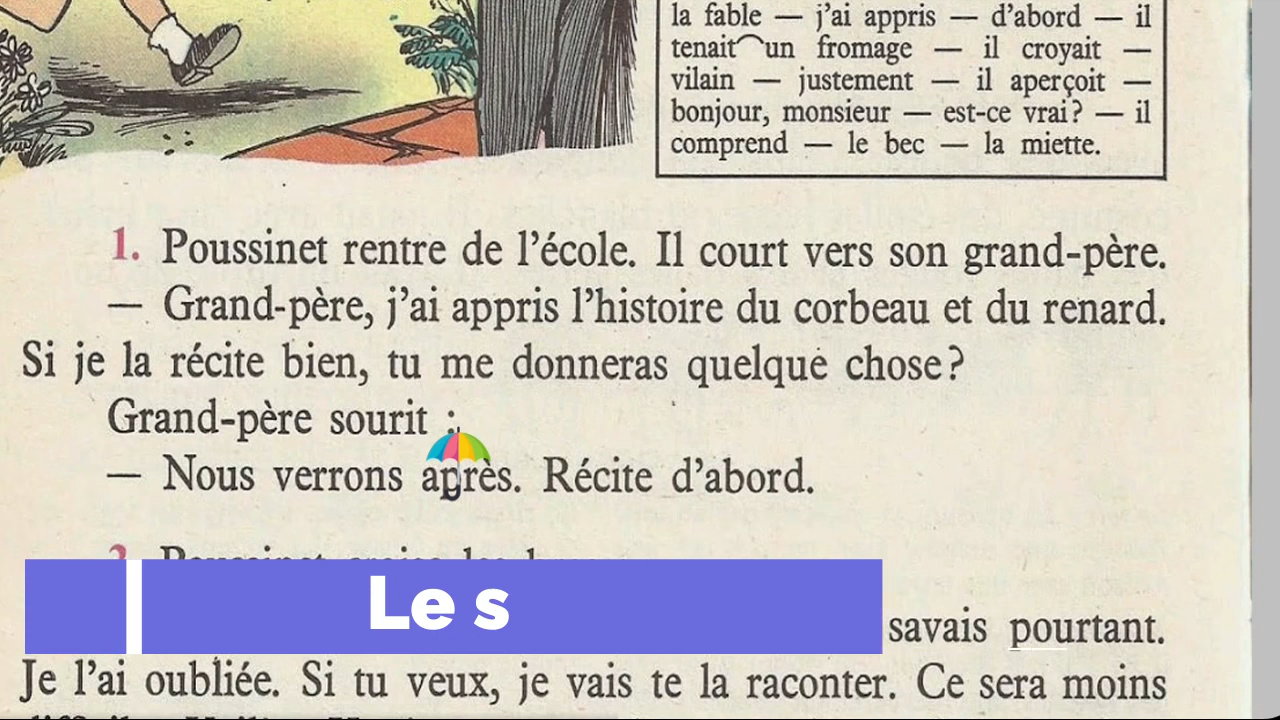 la fable — j'ai appris — d'abord — il
tenait un fromage — il croyait —
vilain — justement — il aperçoit —
bonjour, monsieur — est-ce vrai? — il
comprend — le bec — la miette.
1. Poussinet rentre de l'école. Il court vers son grand-père.
— Grand-père, j'ai appris l'histoire du corbeau et du renard.
Si je la récite bien, tu me donneras quelque chose?
Grand-père sourit :
— Nous verrons après. Récite d'abord.
2. Poussinet
Le s
savais pourtant.
Je l'ai oubliée. Si tu veux, je vais te la raconter. Ce sera moins